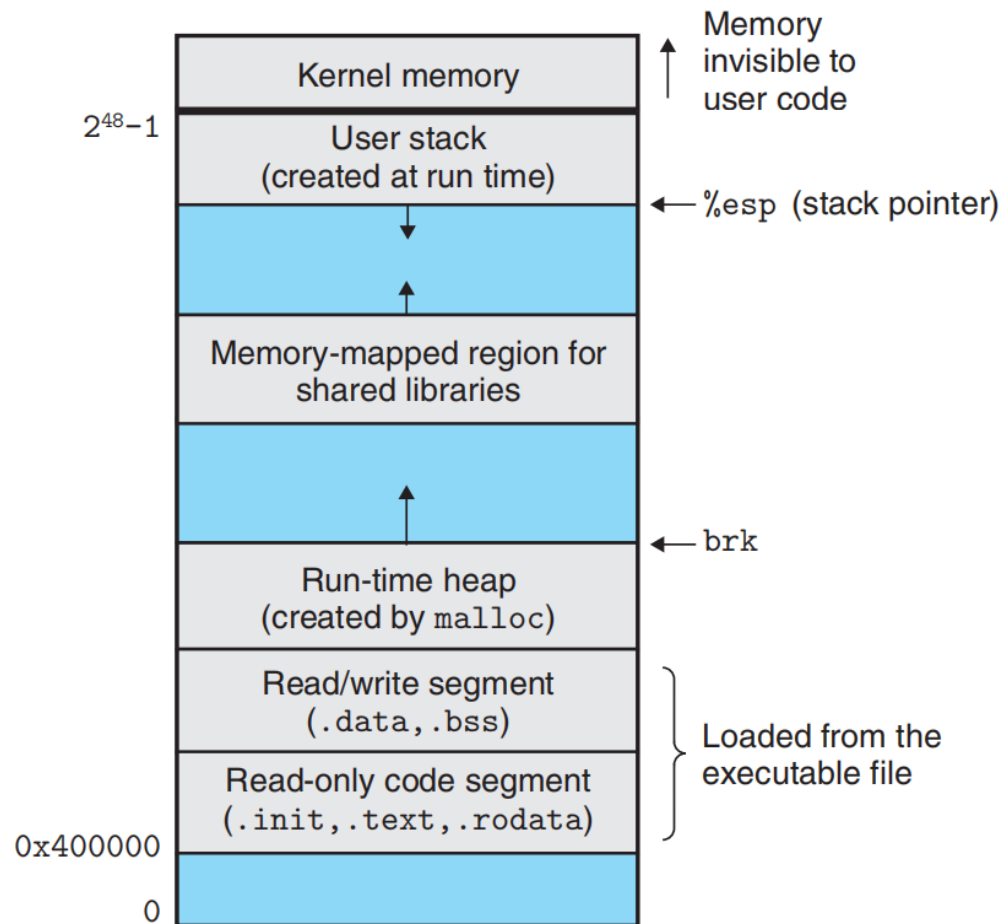 Memory
invisible to
user code
Kernel memory
2⁴⁸–1
User stack
(created at run time)
%esp (stack pointer)
Memory-mapped region for
shared libraries
brk
Run-time heap
(created by malloc)
Read/write segment
(.data,.bss)
Loaded from the
executable file
Read-only code segment
(.init,.text,.rodata)
0x400000
0